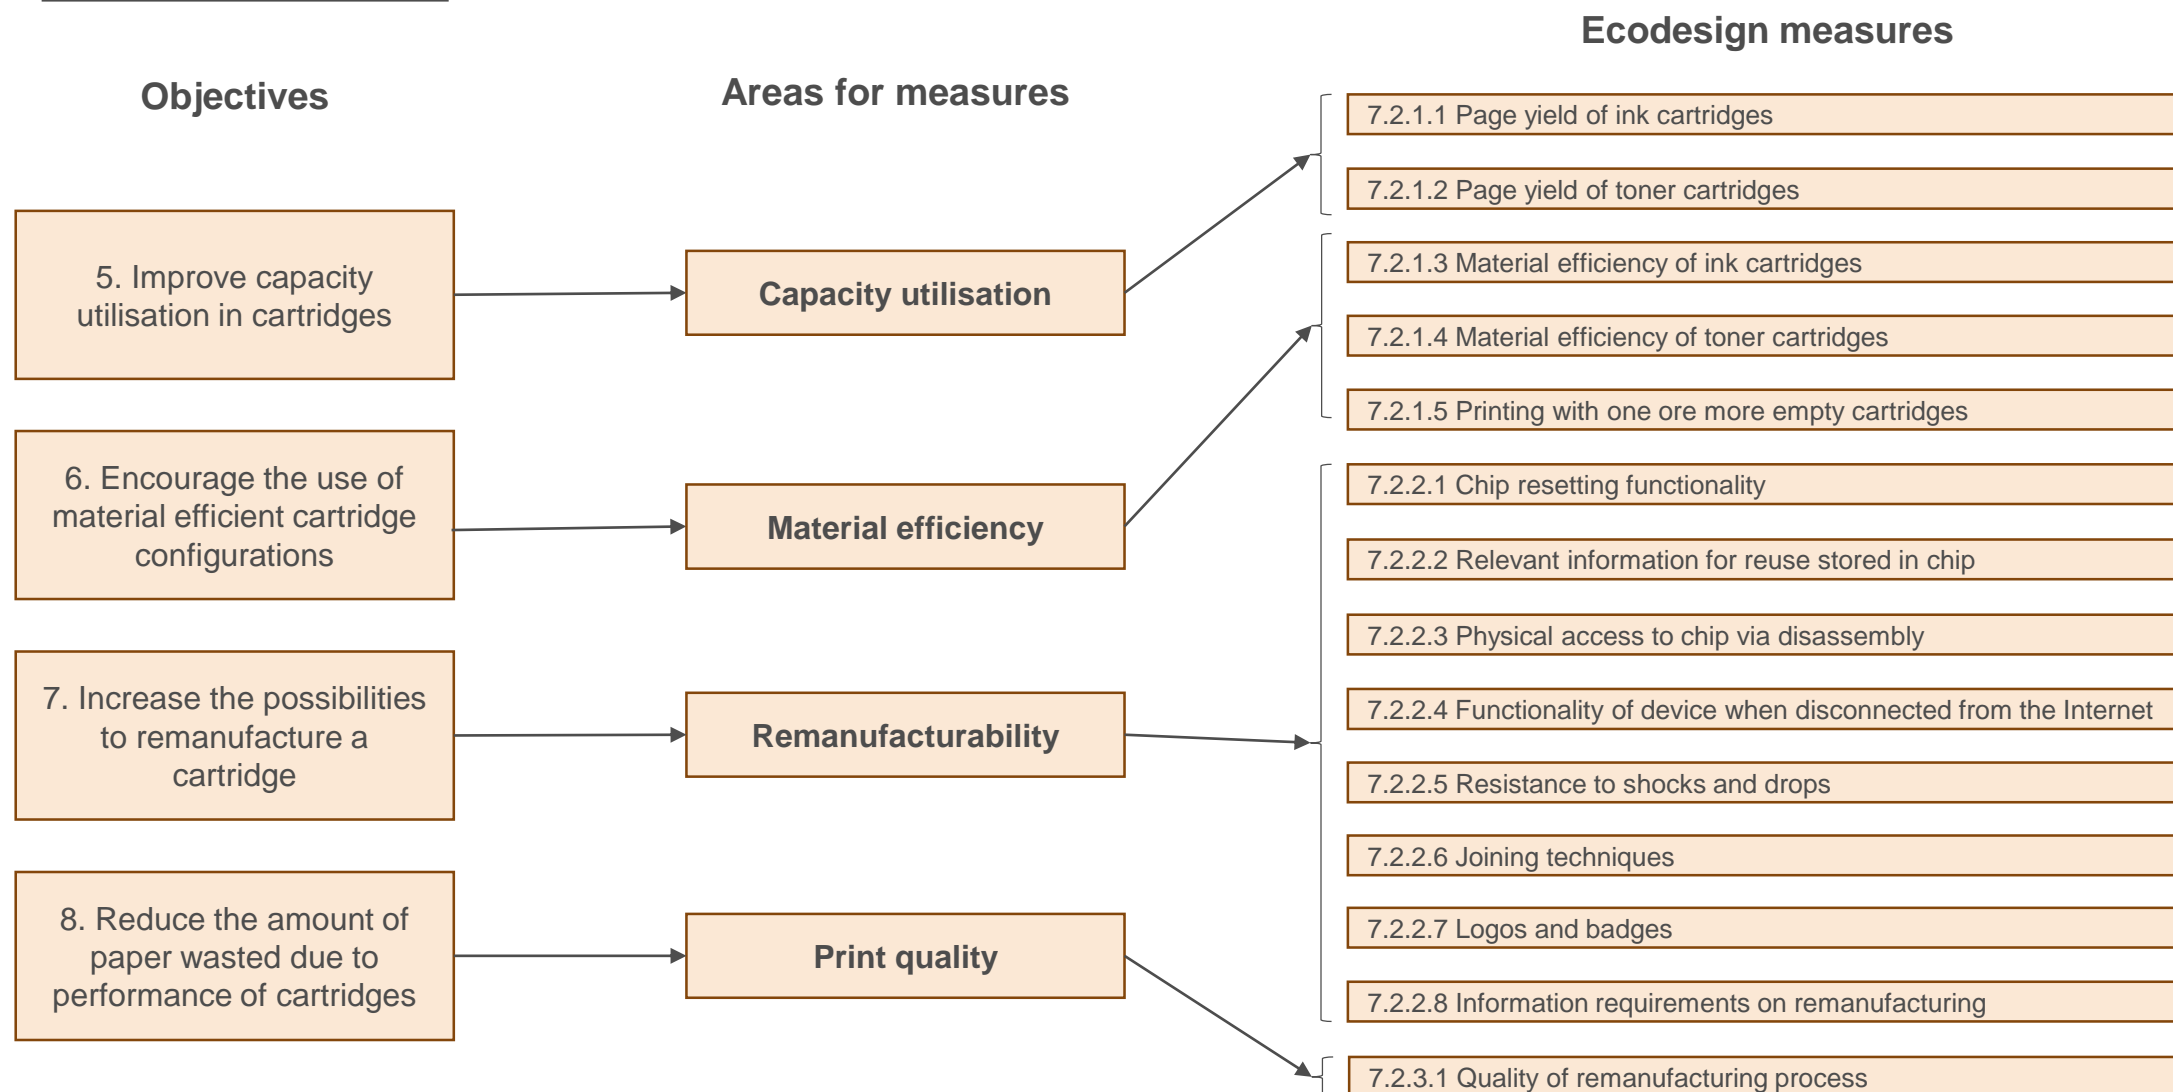 Ecodesign measures
Objectives
Areas for measures
7.2.1.1 Page yield of ink cartridges
7.2.1.2 Page yield of toner cartridges
5. Improve capacity
utilisation in cartridges
Capacity utilisation
7.2.1.3 Material efficiency of ink cartridges
7.2.1.4 Material efficiency of toner cartridges
7.2.1.5 Printing with one ore more empty cartridges
6. Encourage the use of
material efficient cartridge
configurations
Material efficiency
7.2.2.1 Chip resetting functionality
7.2.2.2 Relevant information for reuse stored in chip
7.2.2.3 Physical access to chip via disassembly
7. Increase the possibilities
to remanufacture a
cartridge
Remanufacturability
7.2.2.4 Functionality of device when disconnected from the Internet
7.2.2.5 Resistance to shocks and drops
7.2.2.6 Joining techniques
8. Reduce the amount of
paper wasted due to
performance of cartridges
Print quality
7.2.2.7 Logos and badges
7.2.2.8 Information requirements on remanufacturing
7.2.3.1 Quality of remanufacturing process